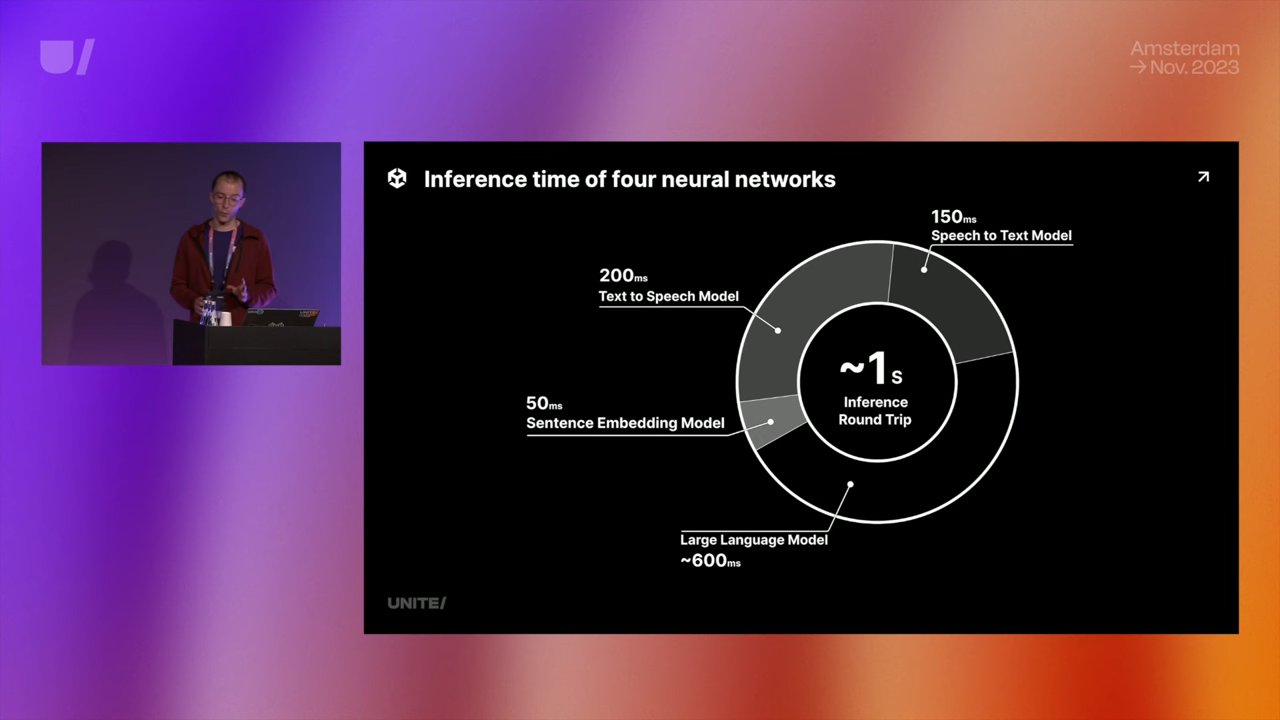 Amsterdam
→ Nov. 2023
Inference time of four neural networks
150ms
Speech to Text Model
200ms
Text to Speech Model
~1s
Inference
Round Trip
50ms
Sentence Embedding Model
Large Language Model
~600ms
UNITE/